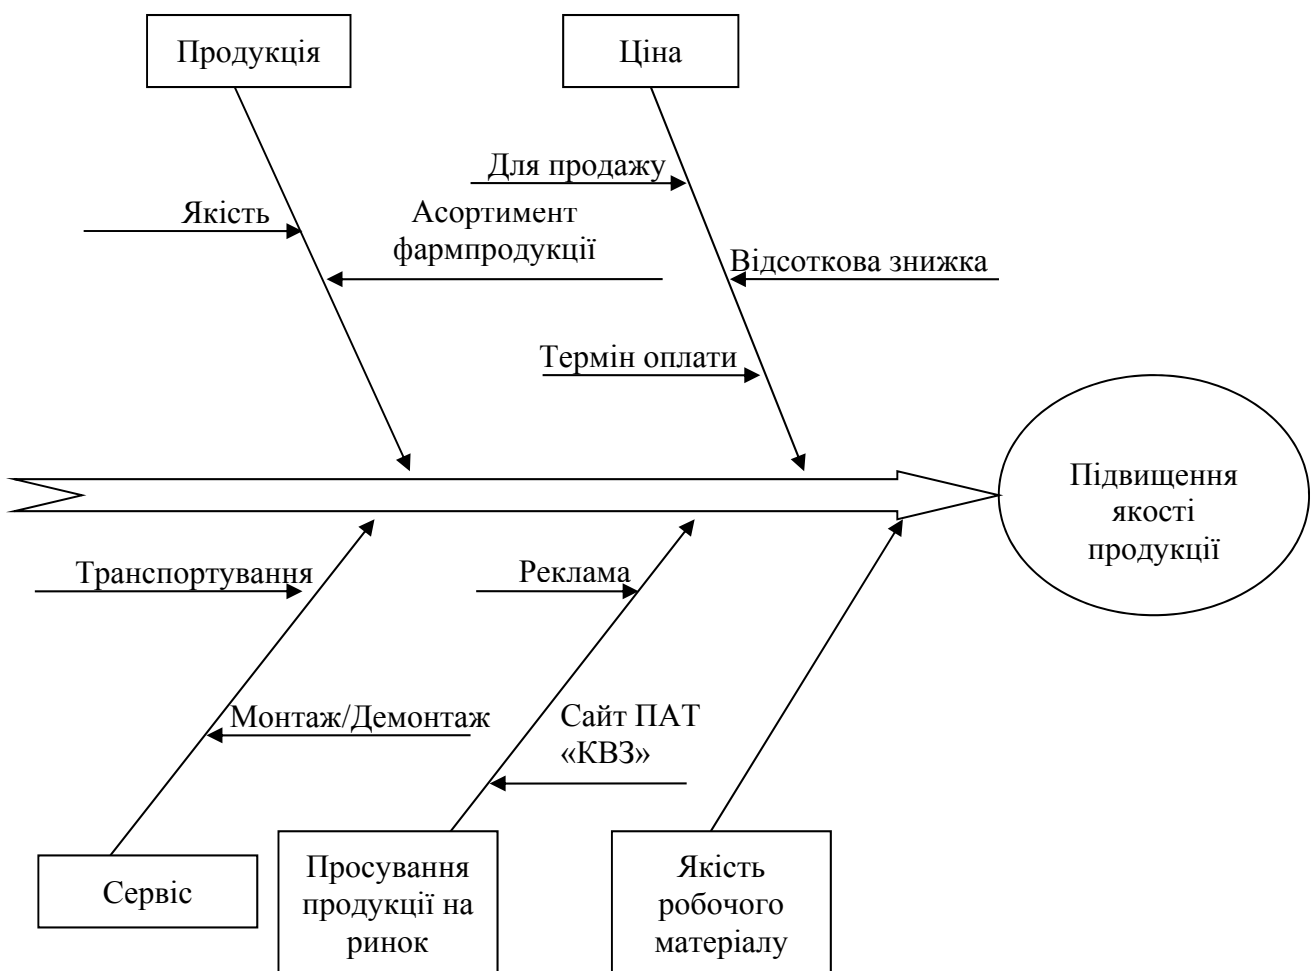 Продукція
Ціна
Для продажу
Якість
Асортимент
фармпродукції
Відсоткова знижка
Термін оплати
Підвищення
якості
продукції
Транспортування
Реклама
Монтаж/Демонтаж
Сайт ПАТ
«КВЗ»
Сервіс
Просування
продукції на
ринок
Якість
робочого
матеріалу